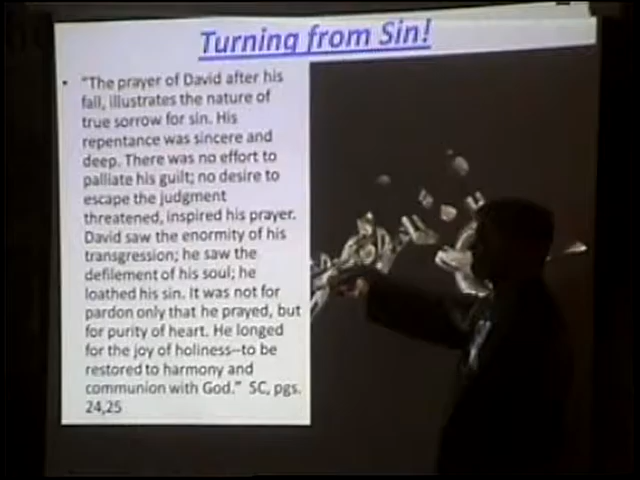 Turning from Sin!
• "The prayer of David after his
fall, illustrates the nature of
true sorrow for sin. His
repentance was sincere and
deep. There was no effort to
palliate his guilt; no desire to
escape the judgment
threatened, inspired his prayer.
David saw the enormity of his
transgression; he saw the
defilement of his soul; he
loathed his sin. It was not for
pardon only that he prayed, but
for purity of heart. He longed
for the joy of holiness--to be
restored to harmony and
communion with God." SC, pgs.
24,25